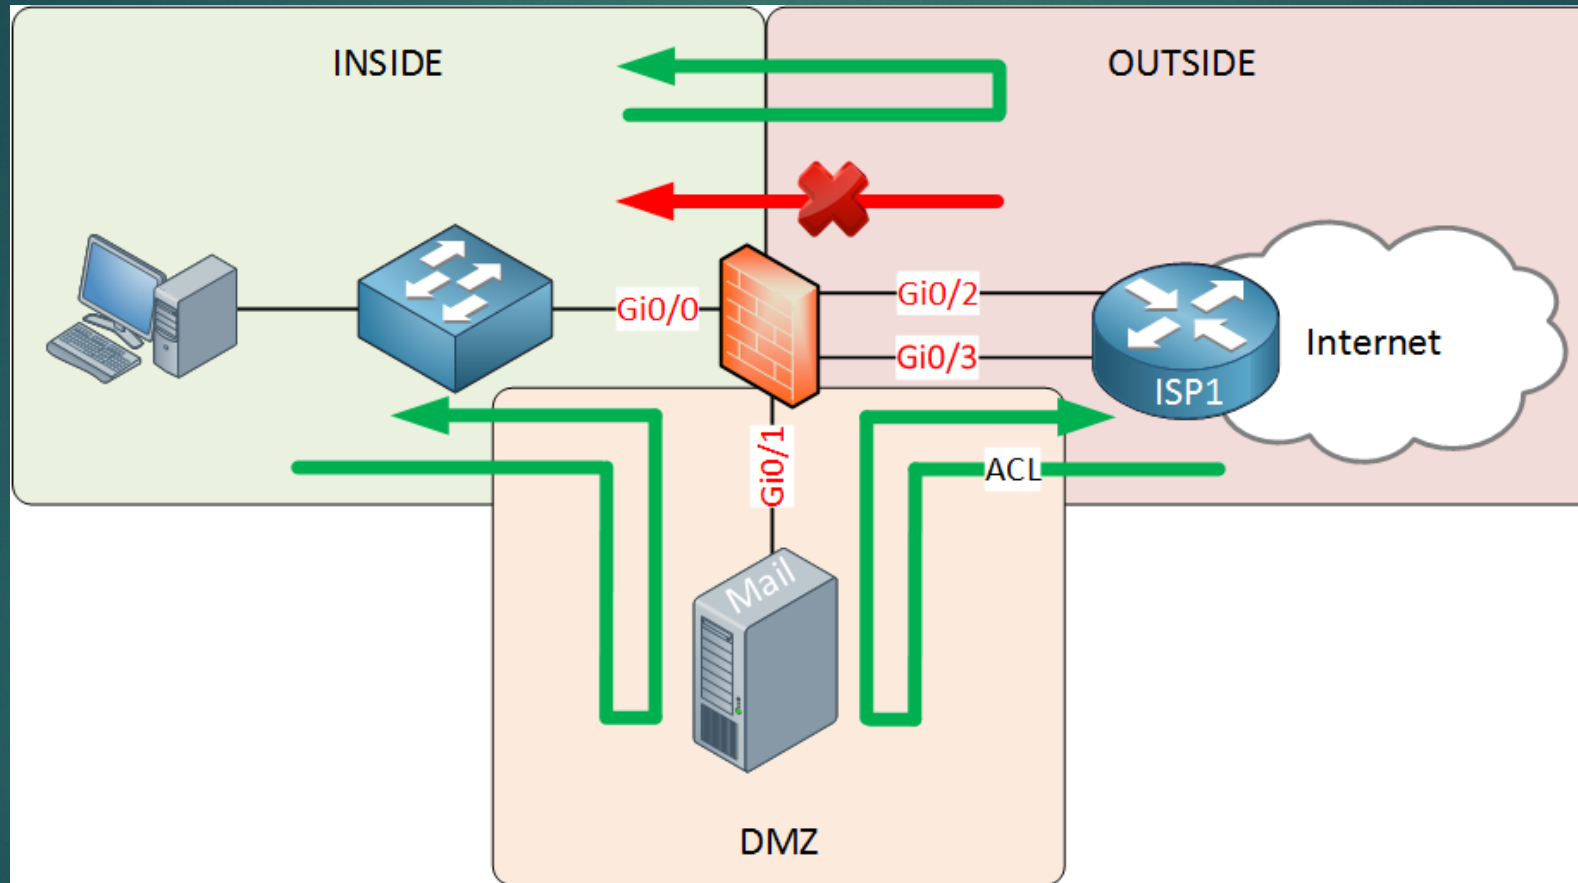 INSIDE
OUTSIDE
Gi0/0
Gi0/2
Gi0/3
ISP1
Internet
Gi0/1
ACL
Mail
DMZ